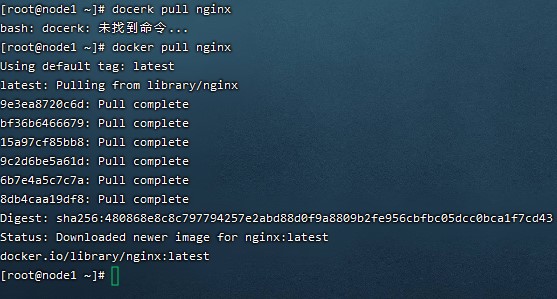 [root@node1 ~]# docerk pull nginx
bash: docerk: 未找到命令...
[root@node1 ~]# docker pull nginx
Using default tag: latest
latest: Pulling from library/nginx
9e3ea8720c6d: Pull complete
bf36b6466679: Pull complete
15a97cf85bb8: Pull complete
9c2d6be5a61d: Pull complete
6b7e4a5c7c7a: Pull complete
8db4caa19df8: Pull complete
Digest: sha256:480868e8c8c797794257e2abd88d0f9a8809b2fe956cbfbc05dcc0bca1f7cd43
Status: Downloaded newer image for nginx:latest
docker.io/library/nginx:latest
[root@node1 ~]#